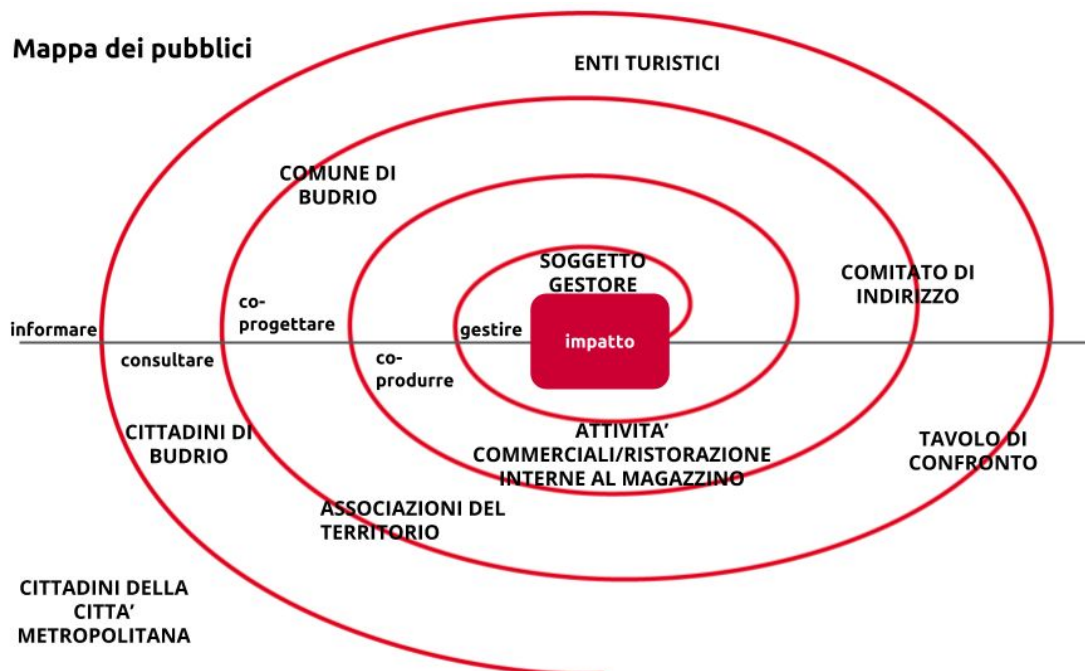 Mappa dei pubblici
ENTI TURISTICI
COMUNE DI
BUDRIO
SOGGETTO
GESTORE
COMITATO DI
INDIRIZZO
co-
progettare
informare
gestire
impatto
consultare
co-
produrre
CITTADINI DI
BUDRIO
ATTIVITA’
COMMERCIALI/RISTORAZIONE
INTERNE AL MAGAZZINO
TAVOLO DI
CONFRONTO
ASSOCIAZIONI DEL
TERRITORIO
CITTADINI DELLA
CITTA’
METROPOLITANA